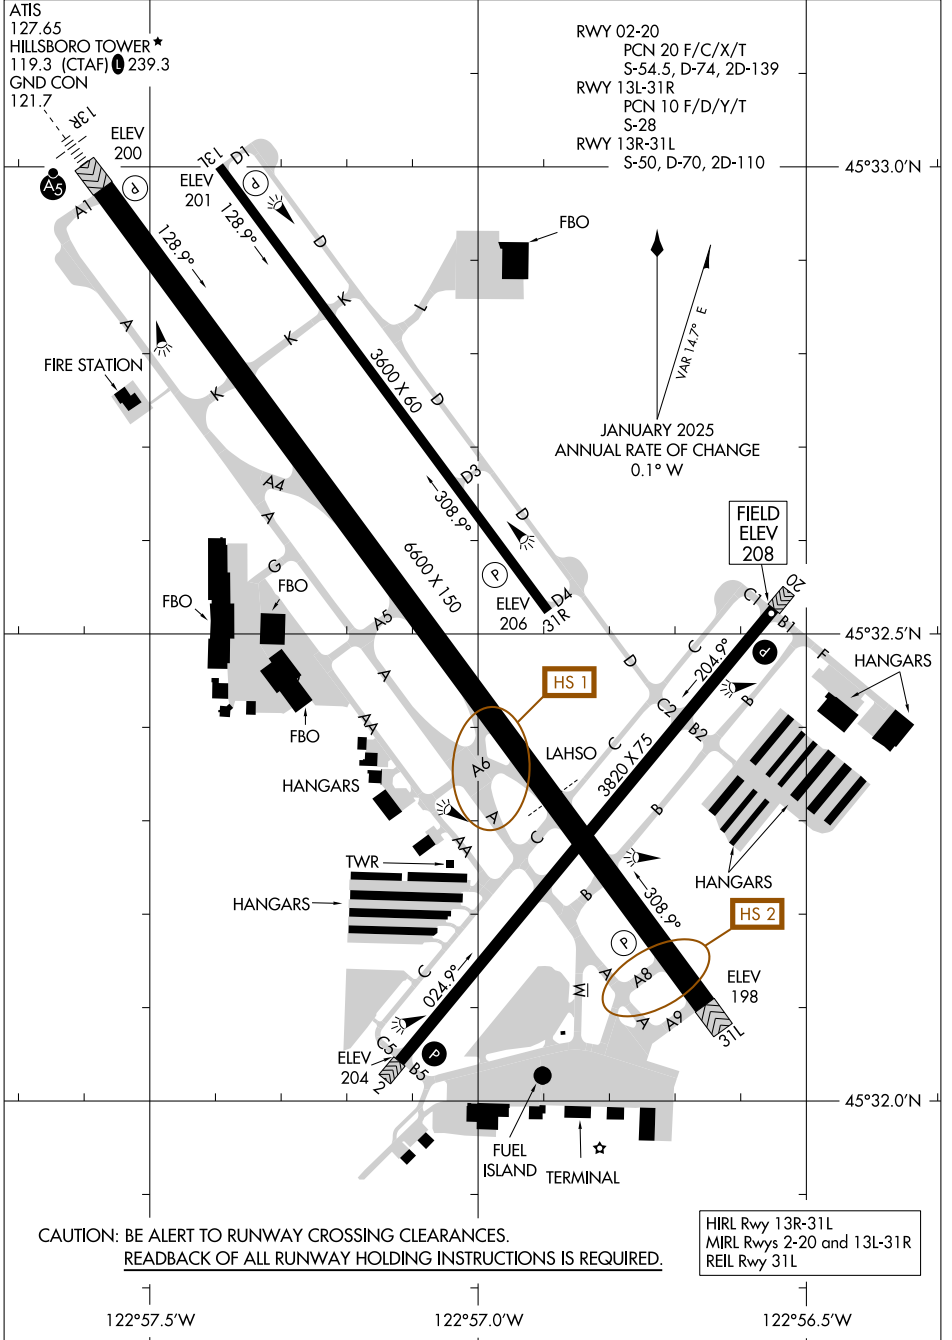 ATIS
127.65
HILLSBORO TOWER★
119.3 (CTAF) L 239.3
GND CON
121.7
RWY 02-20
PCN 20 F/C/X/T
S-54.5, D-74, 2D-139
RWY 13L-31R
PCN 10 F/D/Y/T
S-28
RWY 13R-31L
S-50, D-70, 2D-110
13R
ELEV
200
A5
P
A1
13L
D1
ELEV
201
P
45°33.0'N
128.9°
128.9°
D
FBO
VAR 14.7° E
JANUARY 2025
ANNUAL RATE OF CHANGE
0.1° W
L
K
K
K
A
FIRE STATION
3600 X 60
D
D3
D
308.9°
A4
A
G
6600 X 150
P
ELEV
206
D4
31R
FIELD
ELEV
208
20
C1
B1
F
P
45°32.5'N
HANGARS
FBO
FBO
FBO
A5
A
AA
HS 1
D
C
204.9°
C2
B2
B
C
3820 X 75
LAHSO
A6
A
HANGARS
AA
C
B
TWR
HANGARS
HANGARS
B
308.9°
HS 2
P
A
A8
A
A9
ELEV
198
31L
M
C
024.9°
C5
B5
P
ELEV
204
2
45°32.0'N
FUEL
ISLAND
TERMINAL
CAUTION: BE ALERT TO RUNWAY CROSSING CLEARANCES.
READBACK OF ALL RUNWAY HOLDING INSTRUCTIONS IS REQUIRED.
HIRL Rwy 13R-31L
MIRL Rwys 2-20 and 13L-31R
REIL Rwy 31L
122°57.5'W
122°57.0'W
122°56.5'W